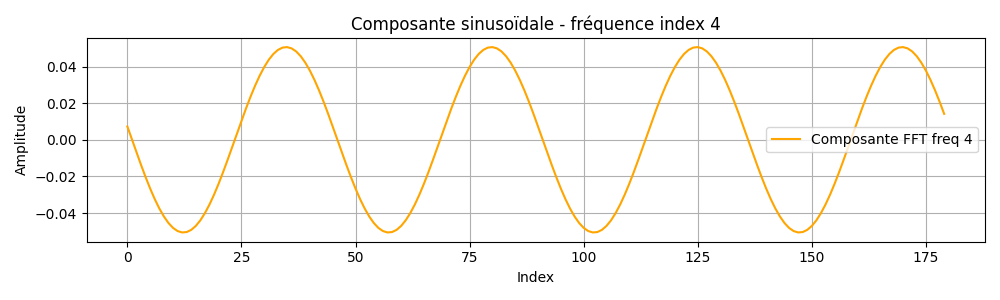 Composante sinusoïdale - fréquence index 4
Amplitude
0.04
0.02
0.00
−0.02
−0.04
Composante FFT freq 4
0 25 50 75 100 125 150 175
Index